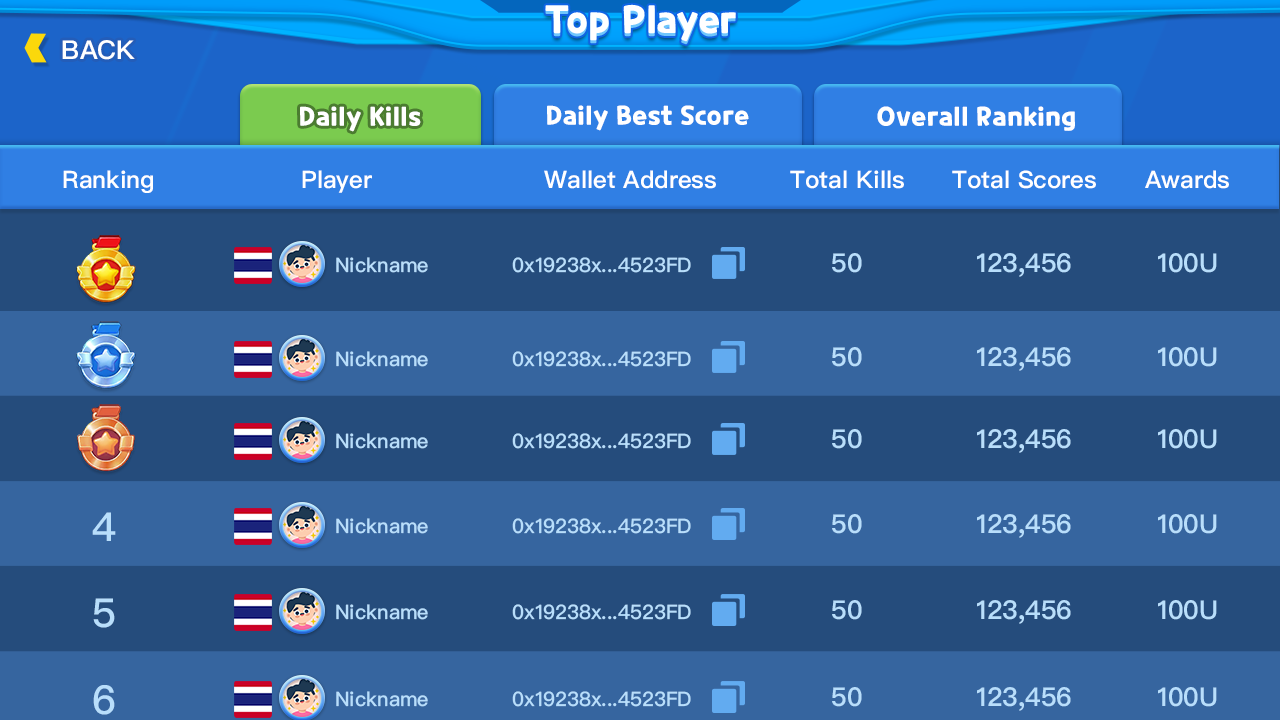 Top Player
BACK
Daily Kills Daily Best Score Overall Ranking
Ranking Player Wallet Address Total Kills Total Scores Awards
Nickname 0x19238x...4523FD 50 123,456 100U
Nickname 0x19238x...4523FD 50 123,456 100U
Nickname 0x19238x...4523FD 50 123,456 100U
4 Nickname 0x19238x...4523FD 50 123,456 100U
5 Nickname 0x19238x...4523FD 50 123,456 100U
6 Nickname 0x19238x...4523FD 50 123,456 100U